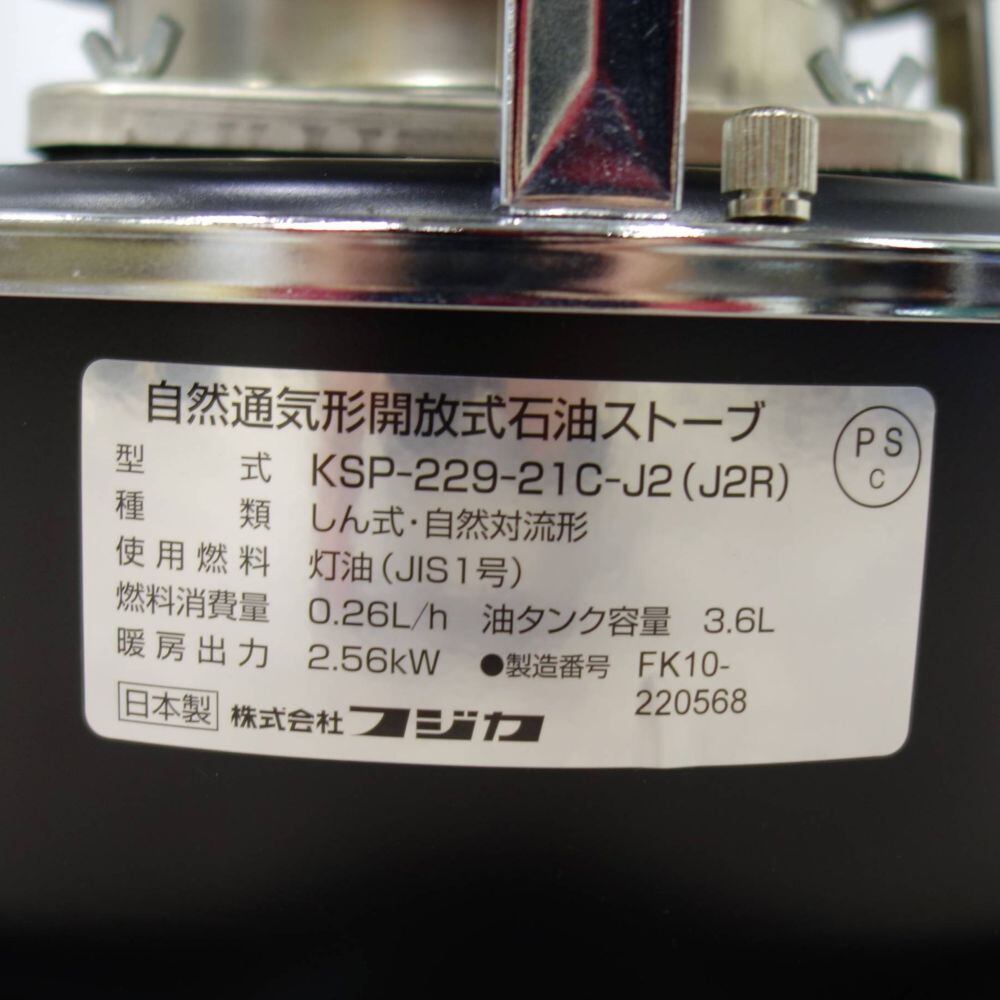 自然通気形開放式石油ストーブ
型式 KSP-229-21C-J2(J2R)
PS
C
種類 しん式・自然対流形
使用燃料 灯油(JIS1号)
燃料消費量 0.26L/h 油タンク容量 3.6L
暖房出力 2.56kW ●製造番号 FK10-
220568
日本製 株式会社フジカ